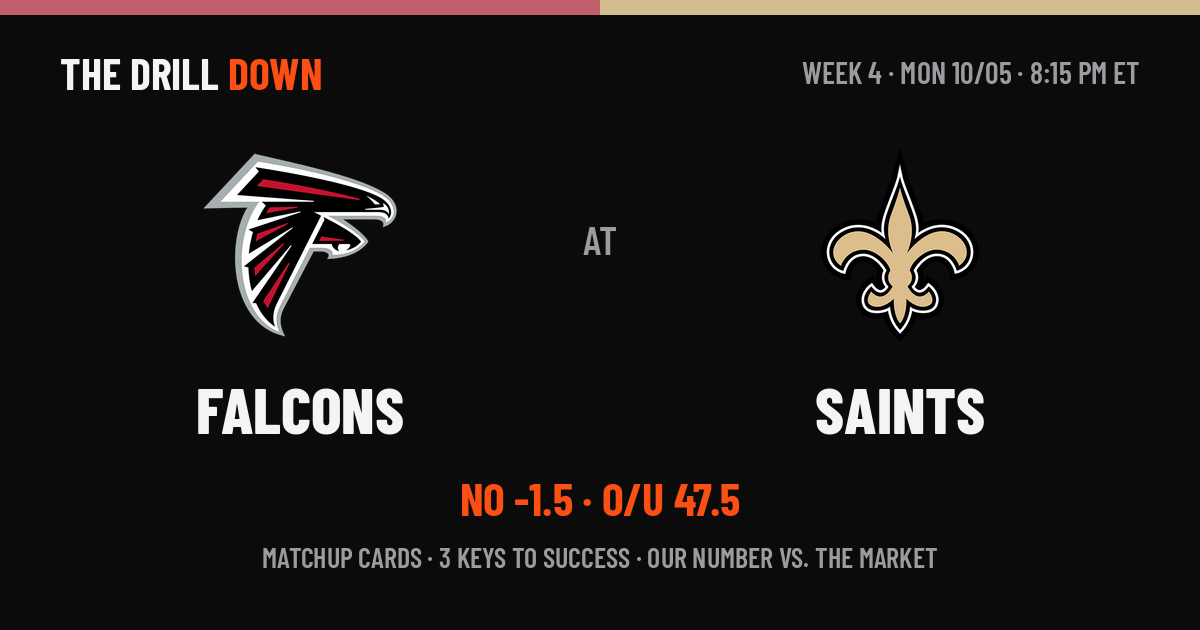 THE DRILL DOWN
WEEK 4 · MON 10/05 · 8:15 PM ET
AT
FALCONS
SAINTS
NO -1.5 · O/U 47.5
MATCHUP CARDS · 3 KEYS TO SUCCESS · OUR NUMBER VS. THE MARKET